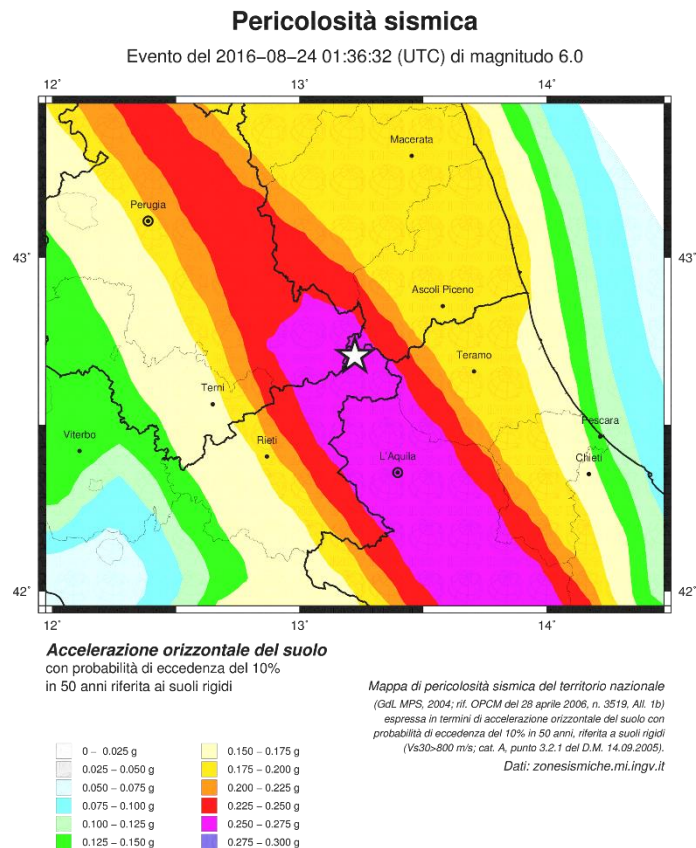 Pericolosità sismica
Evento del 2016−08−24 01:36:32 (UTC) di magnitudo 6.0
12˚ 13˚ 14˚
Macerata
Perugia
43˚ 43˚
Ascoli Piceno
Teramo
Terni
Pescara
Viterbo
Rieti
L'Aquila
Chieti
42˚ 42˚
12˚ 13˚ 14˚
Accelerazione orizzontale del suolo
con probabilità di eccedenza del 10%
in 50 anni riferita ai suoli rigidi
Mappa di pericolosità sismica del territorio nazionale
(GdL MPS, 2004; rif. OPCM del 28 aprile 2006, n. 3519, All. 1b)
espressa in termini di accelerazione orizzontale del suolo con
probabilità di eccedenza del 10% in 50 anni, riferita a suoli rigidi
(Vs30>800 m/s; cat. A, punto 3.2.1 del D.M. 14.09.2005).
Dati: zonesismiche.mi.ingv.it
0 − 0.025 g
0.025 − 0.050 g
0.050 − 0.075 g
0.075 − 0.100 g
0.100 − 0.125 g
0.125 − 0.150 g
0.150 − 0.175 g
0.175 − 0.200 g
0.200 − 0.225 g
0.225 − 0.250 g
0.250 − 0.275 g
0.275 − 0.300 g